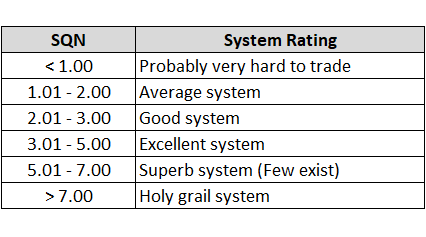 SQN System Rating
< 1.00 Probably very hard to trade
1.01 - 2.00 Average system
2.01 - 3.00 Good system
3.01 - 5.00 Excellent system
5.01 - 7.00 Superb system (Few exist)
> 7.00 Holy grail system